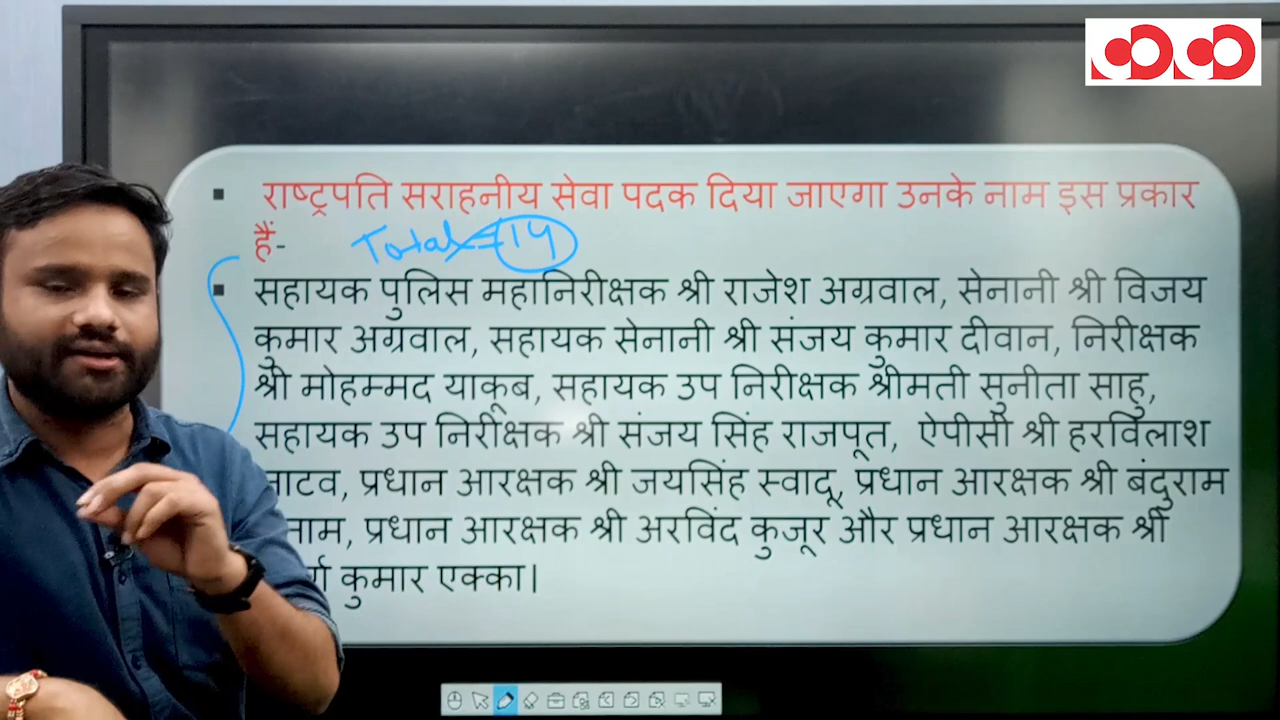 राष्ट्रपति सराहनीय सेवा पदक दिया जाएगा उनके नाम इस प्रकार
हैं-
Total = 14
सहायक पुलिस महानिरीक्षक श्री राजेश अग्रवाल, सेनानी श्री विजय
कुमार अग्रवाल, सहायक सेनानी श्री संजय कुमार दीवान, निरीक्षक
श्री मोहम्मद याकूब, सहायक उप निरीक्षक श्रीमती सुनीता साहु,
सहायक उप निरीक्षक श्री संजय सिंह राजपूत, ऐपीसी श्री हरविलाश
प्रधान आरक्षक श्री जयसिंह स्वादू, प्रधान आरक्षक श्री बंदुराम
प्रधान आरक्षक श्री अरविंद कुजूर और प्रधान आरक्षक श्री
कुमार एक्का।